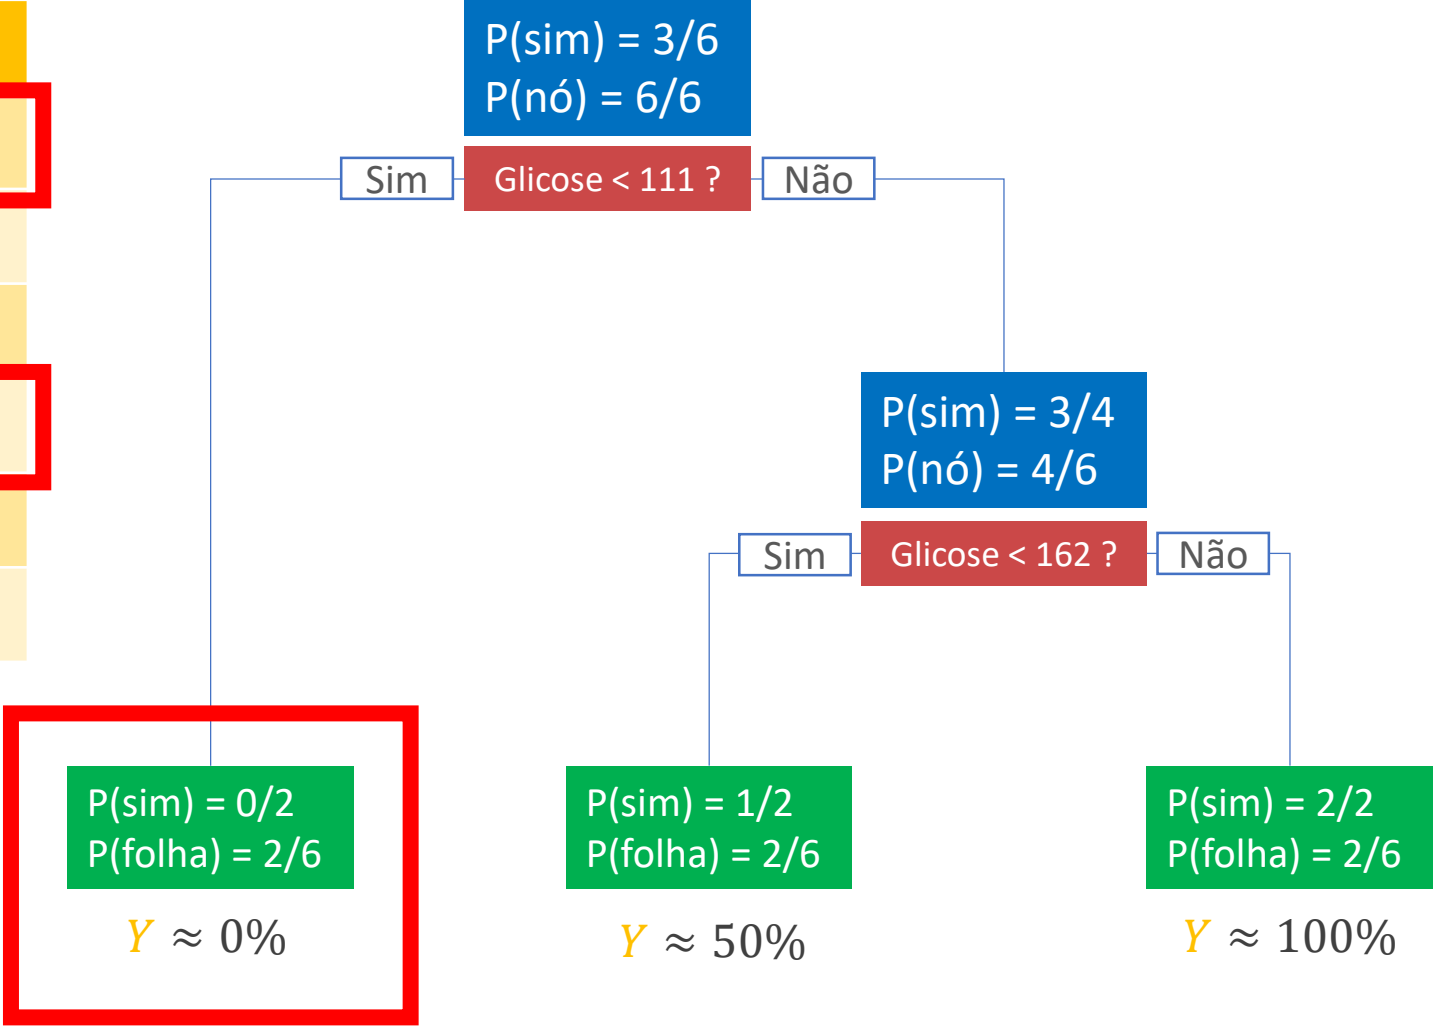 P(sim) = 3/6
P(nó) = 6/6
Sim
Glicose < 111 ?
Não
P(sim) = 3/4
P(nó) = 4/6
Sim
Glicose < 162 ?
Não
P(sim) = 0/2
P(folha) = 2/6
Y ≈ 0%
P(sim) = 1/2
P(folha) = 2/6
Y ≈ 50%
P(sim) = 2/2
P(folha) = 2/6
Y ≈ 100%